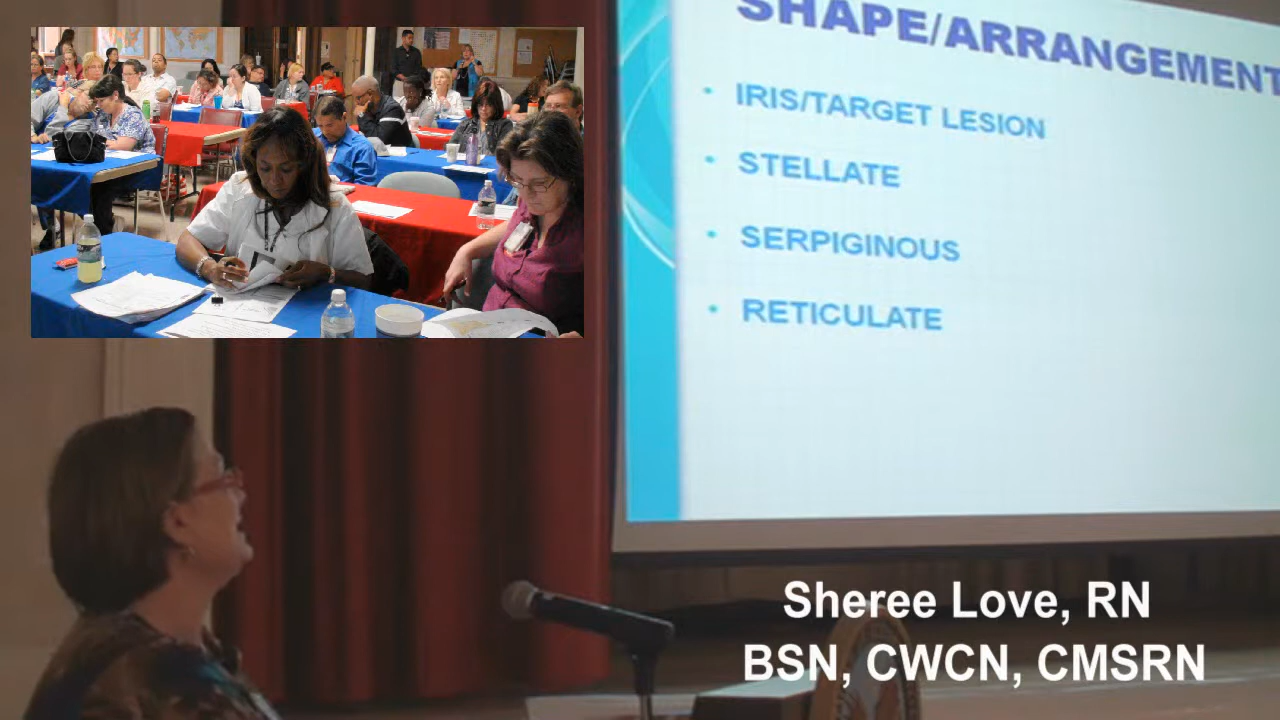 SHAPE/ARRANGEMENT
• IRIS/TARGET LESION
• STELLATE
• SERPIGINOUS
• RETICULATE
Sheree Love, RN
BSN, CWCN, CMSRN